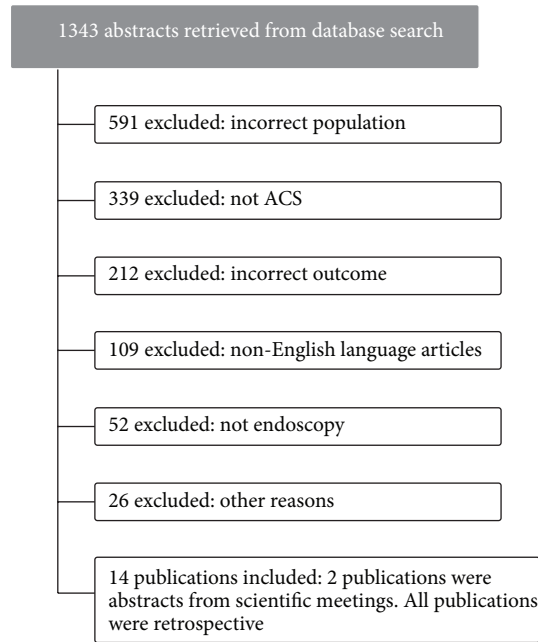 1343 abstracts retrieved from database search
591 excluded: incorrect population
339 excluded: not ACS
212 excluded: incorrect outcome
109 excluded: non-English language articles
52 excluded: not endoscopy
26 excluded: other reasons
14 publications included: 2 publications were
abstracts from scientific meetings. All publications
were retrospective